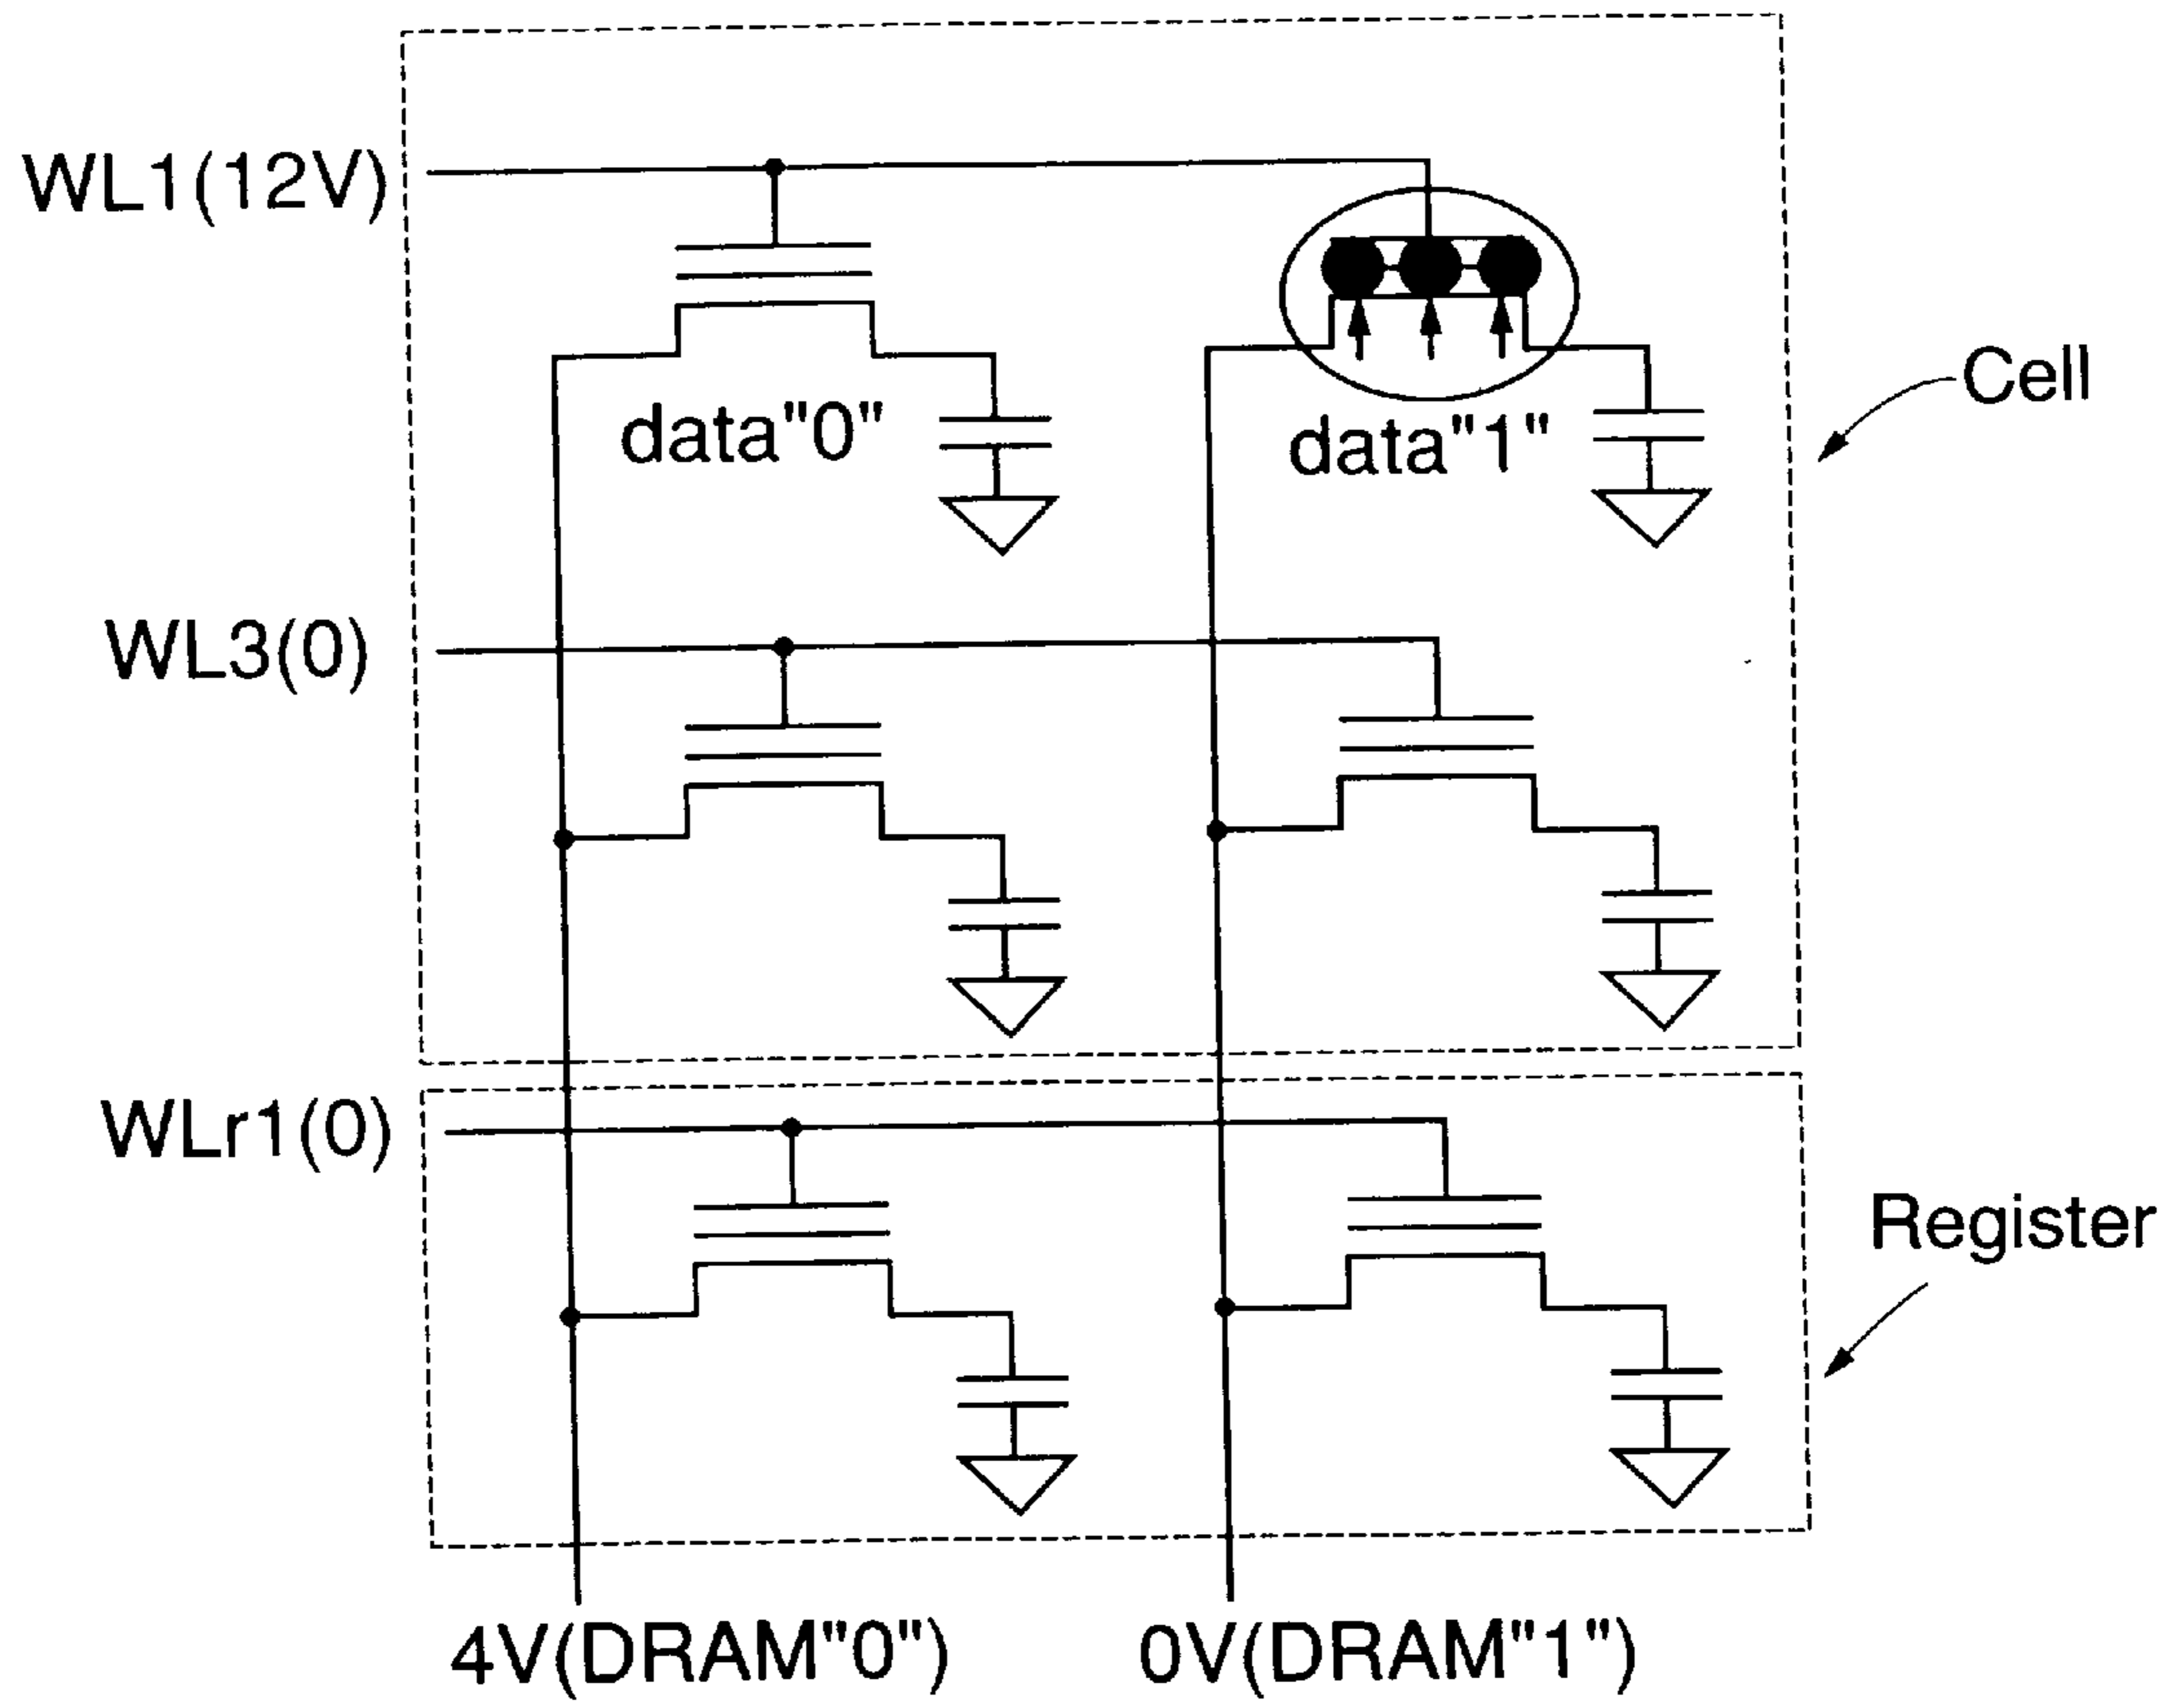 WL1(12V)
data"0"
data"1"
Cell
WL3(0)
WLr1(0)
Register
4V(DRAM"0")
0V(DRAM"1")